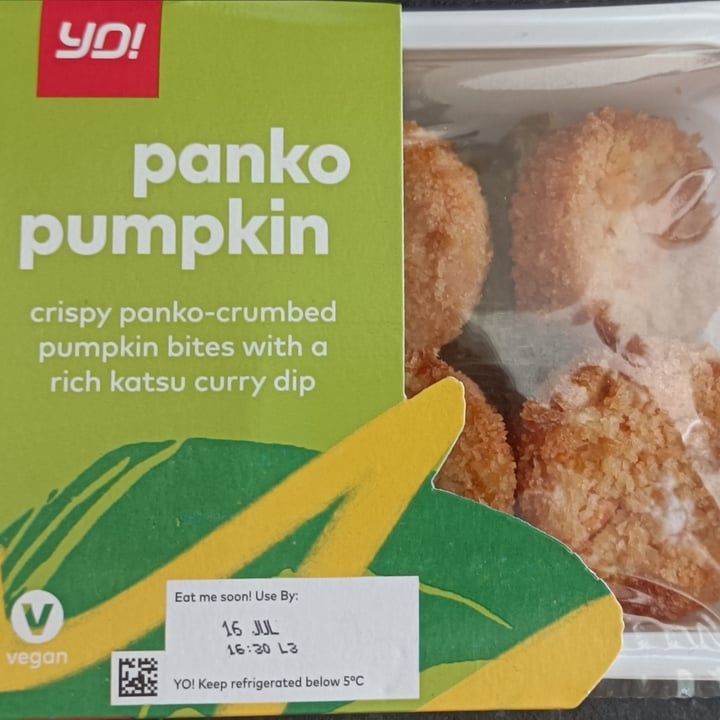 YO!
panko
pumpkin
crispy panko-crumbed
pumpkin bites with a
rich katsu curry dip
V
vegan
Eat me soon! Use By:
16 JUL
16:30 L3
YO! Keep refrigerated below 5°C